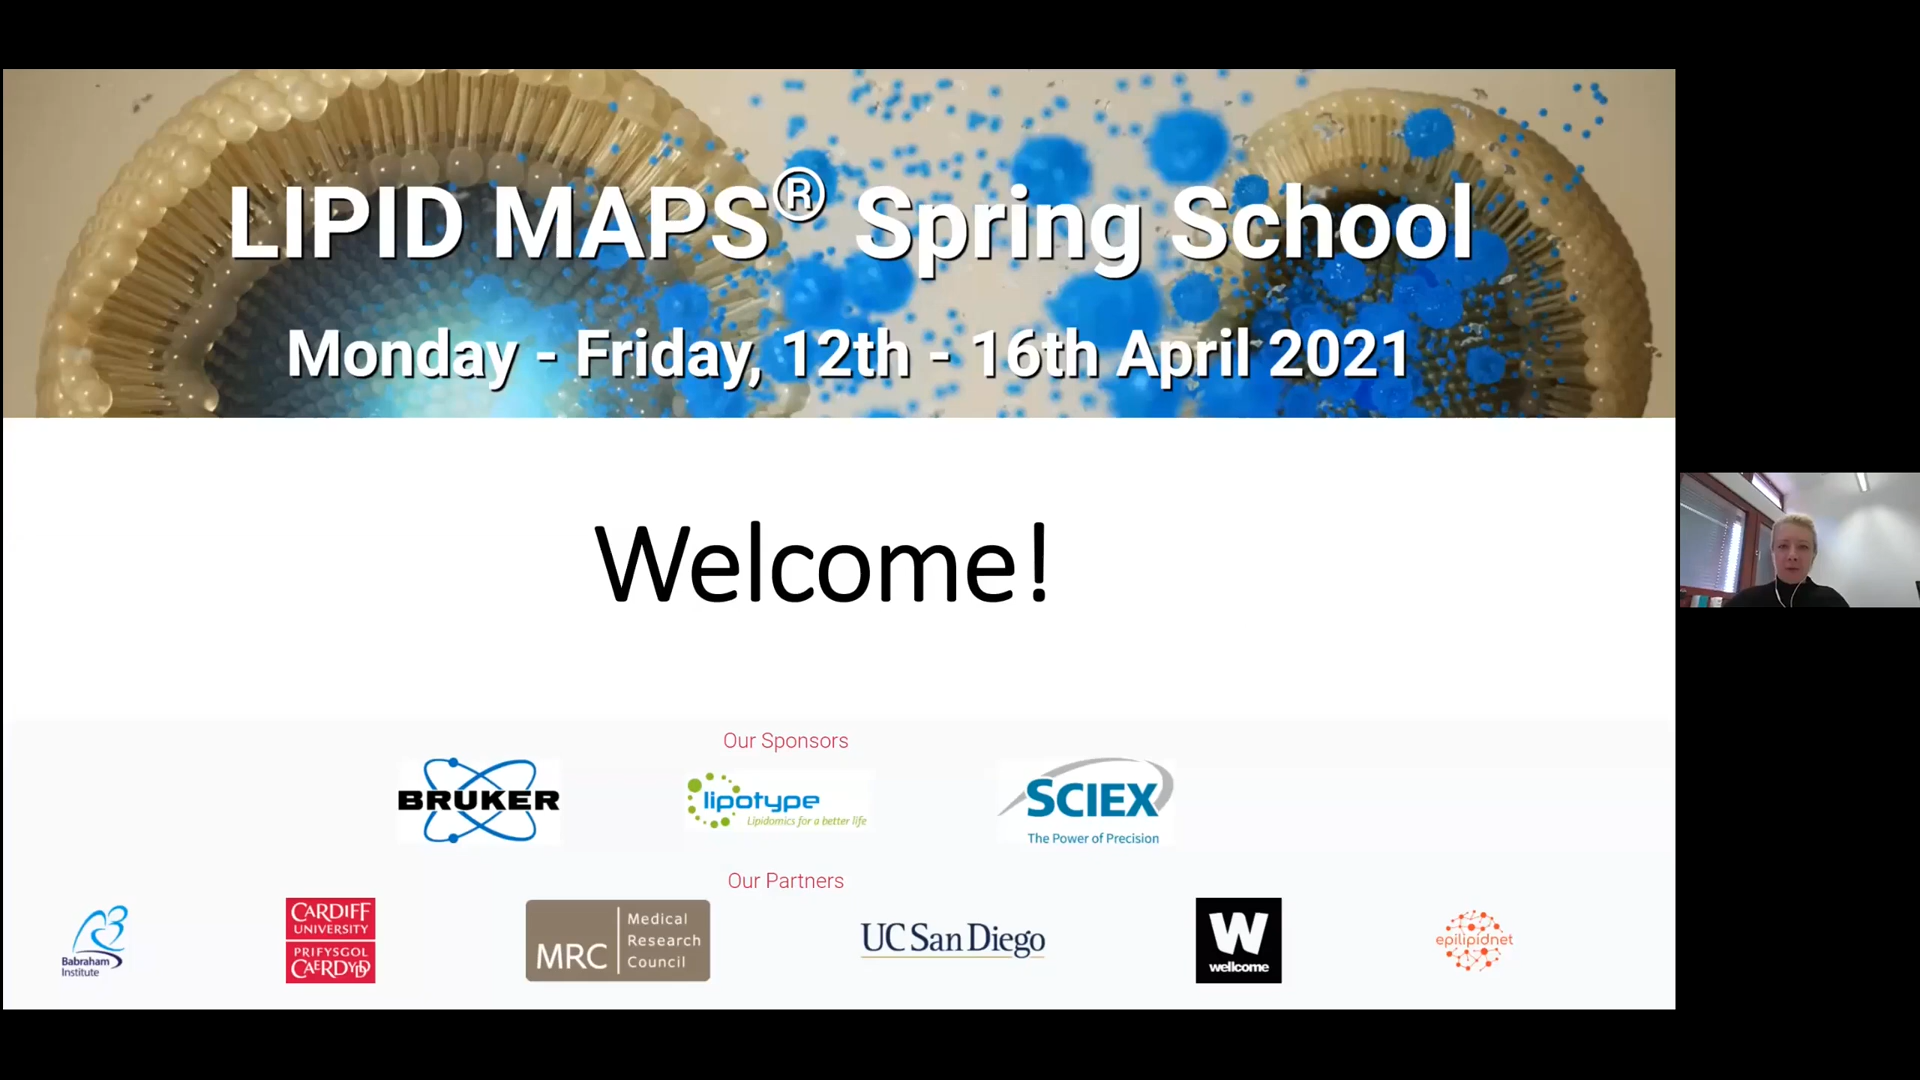 LIPID MAPS® Spring School
Monday - Friday, 12th - 16th April 2021
Welcome!
Our Sponsors
BRUKER
lipotype
Lipidomics for a better life
SCIEX
The Power of Precision
Our Partners
Babraham
Institute
CARDIFF
UNIVERSITY
PRIFYSGOL
CAERDYDD
MRC
Medical
Research
Council
UC San Diego
W
wellcome
epilipidnet